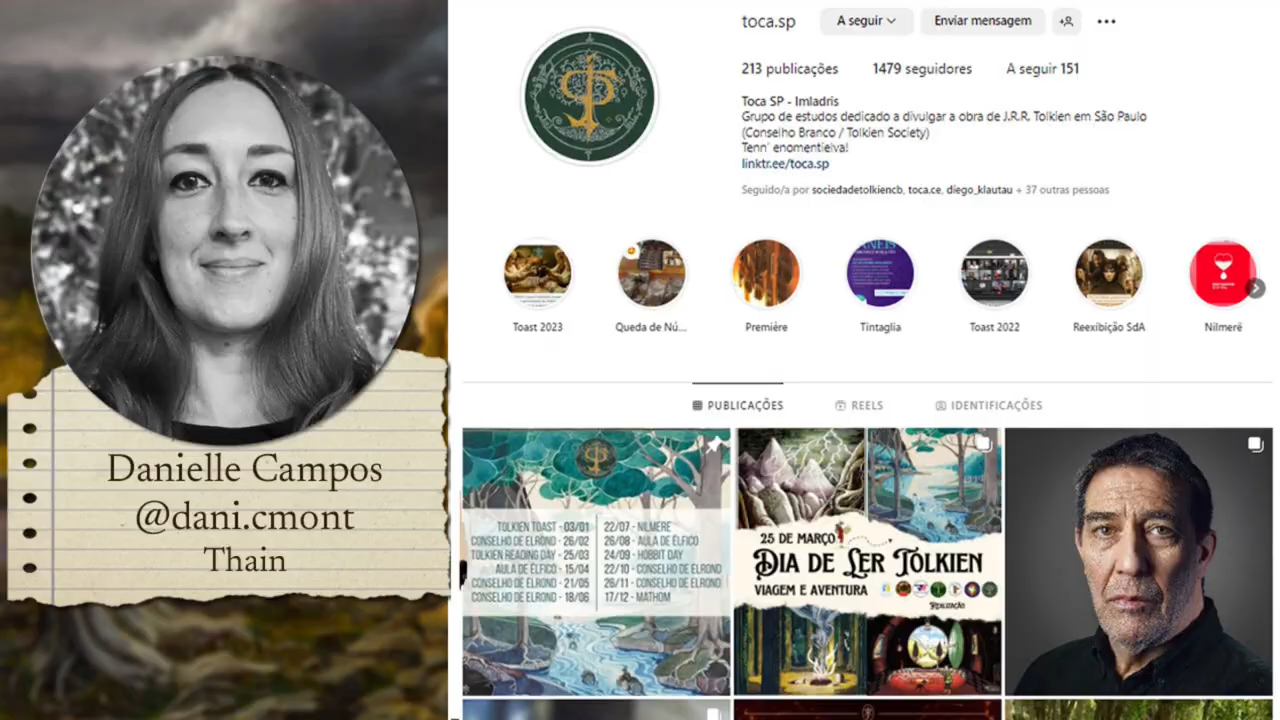 Danielle Campos
@dani.cmont
Thain
toca.sp
A seguir
Enviar mensagem
213 publicações
1479 seguidores
A seguir 151
Toca SP - Imladris
Grupo de estudos dedicado a divulgar a obra de J.R.R. Tolkien em São Paulo
(Conselho Branco / Tolkien Society)
Tenn' enomentielva!
linktr.ee/toca.sp
Seguido/a por sociedadetolkiencb, toca.ce, diego_klautau + 37 outras pessoas
Toast 2023
Queda de Nú...
Première
Tintaglia
Toast 2022
Reexibição SdA
Nilmerë
PUBLICAÇÕES
REELS
IDENTIFICAÇÕES
TOLKIEN TOAST - 03/01
CONSELHO DE ELROND - 26/02
TOLKIEN READING DAY - 25/03
AULA DE ÉLFICO - 15/04
CONSELHO DE ELROND - 21/05
CONSELHO DE ELROND - 18/06
22/07 - NILMERE
26/08 - AULA DE ÉLFICO
24/09 - HOBBIT DAY
22/10 - CONSELHO DE ELROND
26/11 - CONSELHO DE ELROND
17/12 - MATHOM
25 DE MARÇO
DIA DE LER TOLKIEN
VIAGEM E AVENTURA
REALIZAÇÃO